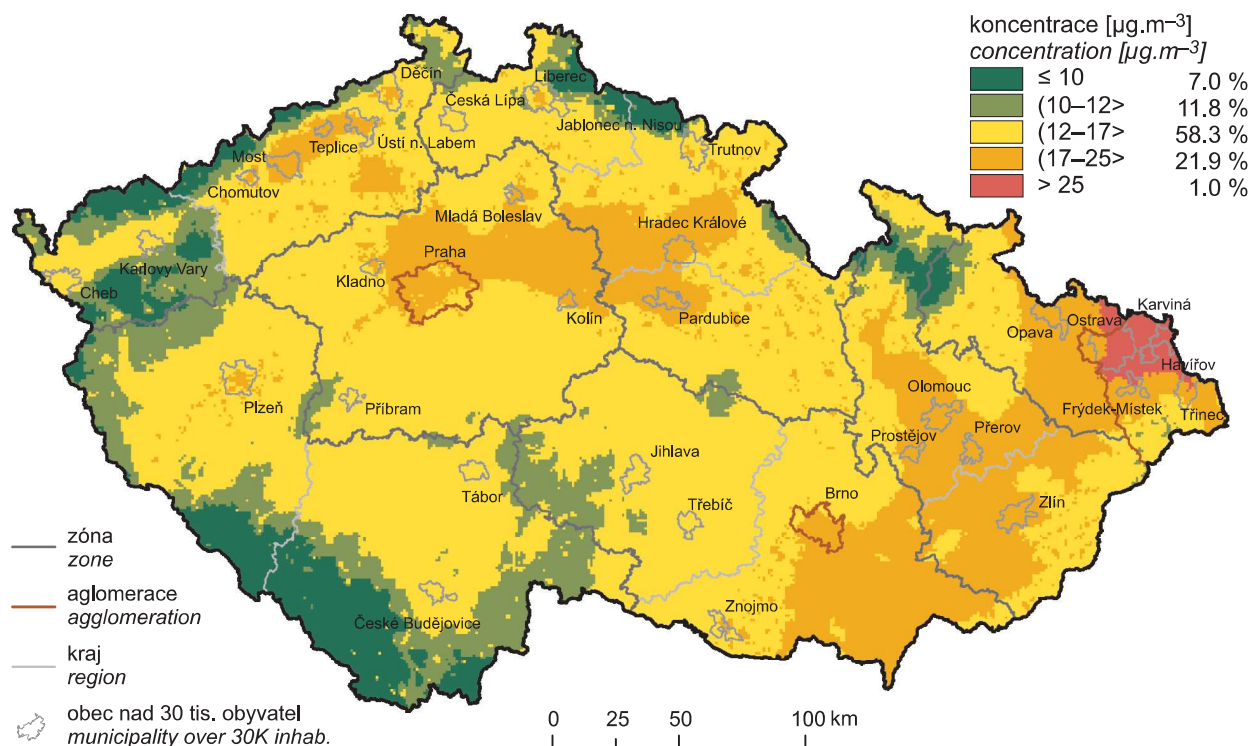 koncentrace [µg.m⁻³]
concentration [µg.m⁻³]
≤ 10 7.0 %
(10–12> 11.8 %
(12–17> 58.3 %
(17–25> 21.9 %
> 25 1.0 %
Děčín
Liberec
Česká Lípa
Jablonec n. Nisou
Ústí n. Labem
Teplice
Trutnov
Most
Chomutov
Mladá Boleslav
Hradec Králové
Praha
Karlovy Vary
Kladno
Cheb
Kolín
Pardubice
Karviná
Opava
Ostrava
Havířov
Olomouc
Plzeň
Příbram
Frýdek-Místek
Třinec
Prostějov
Přerov
Jihlava
Tábor
Třebíč
Brno
Zlín
České Budějovice
Znojmo
zóna
zone
aglomerace
agglomeration
kraj
region
obec nad 30 tis. obyvatel
municipality over 30K inhab.
0 25 50 100 km